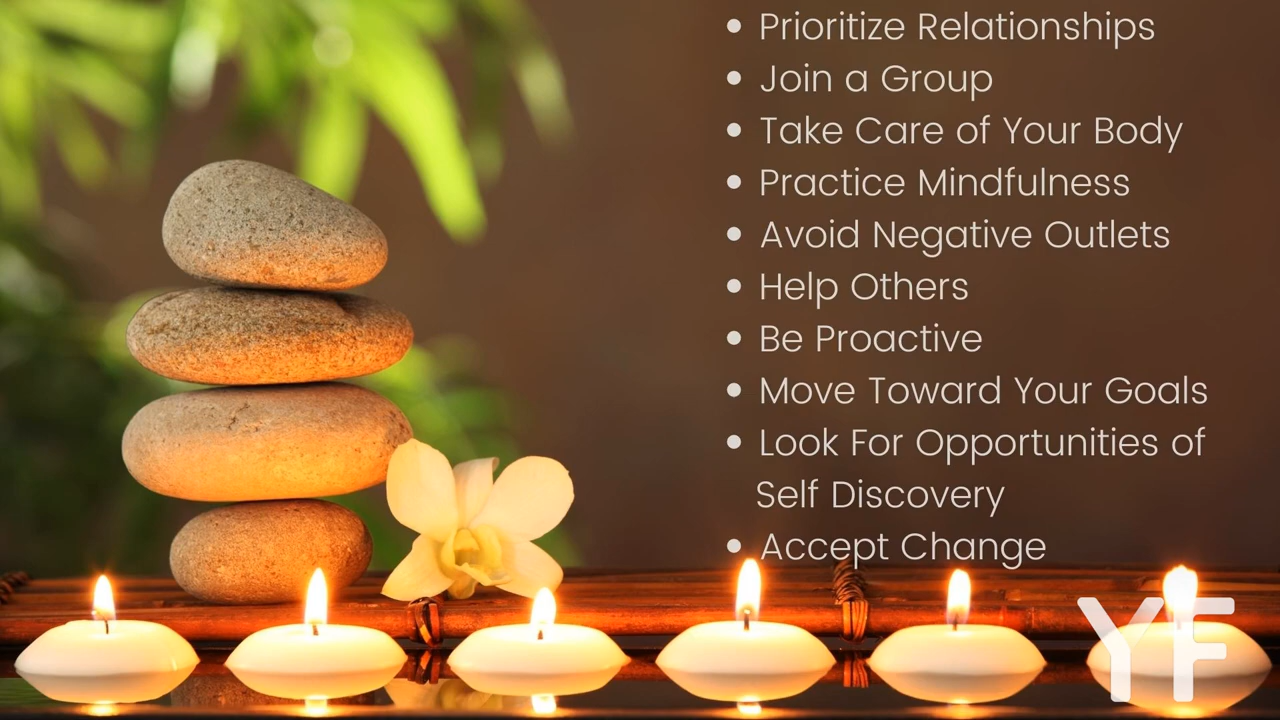 • Prioritize Relationships
• Join a Group
• Take Care of Your Body
• Practice Mindfulness
• Avoid Negative Outlets
• Help Others
• Be Proactive
• Move Toward Your Goals
• Look For Opportunities of
Self Discovery
• Accept Change
YF